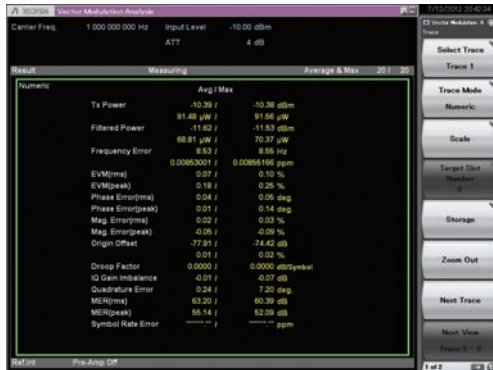 MS2690A Vector Modulation Analysis 7/13/2012 20:42:34
Carrier Freq. 1 000 000 000 Hz Input Level -10.00 dBm
ATT 4 dB
Result Measuring Average & Max 20 / 20
Numeric
Avg / Max
Tx Power -10.39 / -10.38 dBm
91.48 µW / 91.56 µW
Filtered Power -11.62 / -11.53 dBm
68.81 µW / 70.37 µW
Frequency Error 8.53 / 8.55 Hz
0.00853001 / 0.00855166 ppm
EVM(rms) 0.07 / 0.10 %
EVM(peak) 0.18 / 0.25 %
Phase Error(rms) 0.04 / 0.05 deg.
Phase Error(peak) 0.01 / 0.14 deg.
Mag. Error(rms) 0.02 / 0.03 %
Mag. Error(peak) -0.05 / -0.09 %
Origin Offset -77.91 / -74.42 dB
0.01 / 0.02 %
Droop Factor 0.0000 / 0.0000 dB/Symbol
IQ Gain Imbalance -0.01 / -0.07 dB
Quadrature Error 0.24 / 7.20 deg.
MER(rms) 63.20 / 60.39 dB
MER(peak) 55.14 / 52.09 dB
Symbol Rate Error ******.** / ******.** ppm
Ref.Int Pre-Amp Off
Vector Modulation A
Trace
Select Trace
Trace 1
Trace Mode
Numeric
Scale
Target Slot
Number
0
Storage
Zoom Out
Next Trace
Next View
Trace 5 - 8
1 of 2